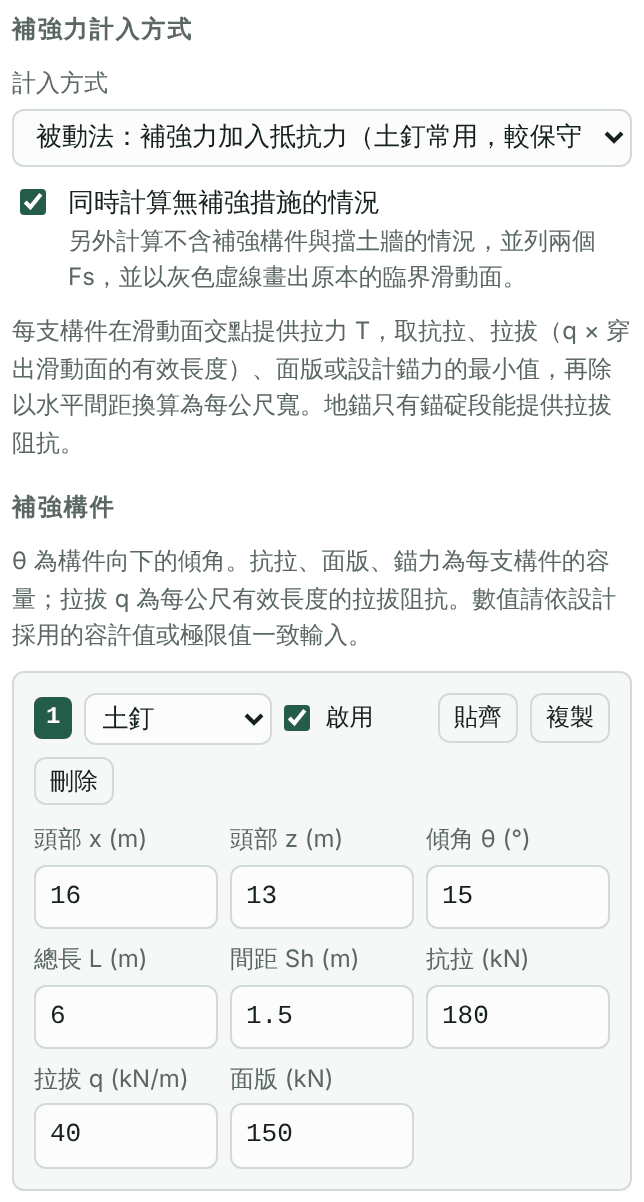 補強力計入方式
計入方式
被動法：補強力加入抵抗力（土釘常用，較保守
同時計算無補強措施的情況
另外計算不含補強構件與擋土牆的情況，並列兩個
Fs，並以灰色虛線畫出原本的臨界滑動面。
每支構件在滑動面交點提供拉力 T，取抗拉、拉拔（q × 穿
出滑動面的有效長度）、面版或設計錨力的最小值，再除
以水平間距換算為每公尺寬。地錨只有錨碇段能提供拉拔
阻抗。
補強構件
θ 為構件向下的傾角。抗拉、面版、錨力為每支構件的容
量；拉拔 q 為每公尺有效長度的拉拔阻抗。數值請依設計
採用的容許值或極限值一致輸入。
1 土釘 啟用 貼齊 複製
刪除
頭部 x (m) 頭部 z (m) 傾角 θ (°)
16 13 15
總長 L (m) 間距 Sh (m) 抗拉 (kN)
6 1.5 180
拉拔 q (kN/m) 面版 (kN)
40 150